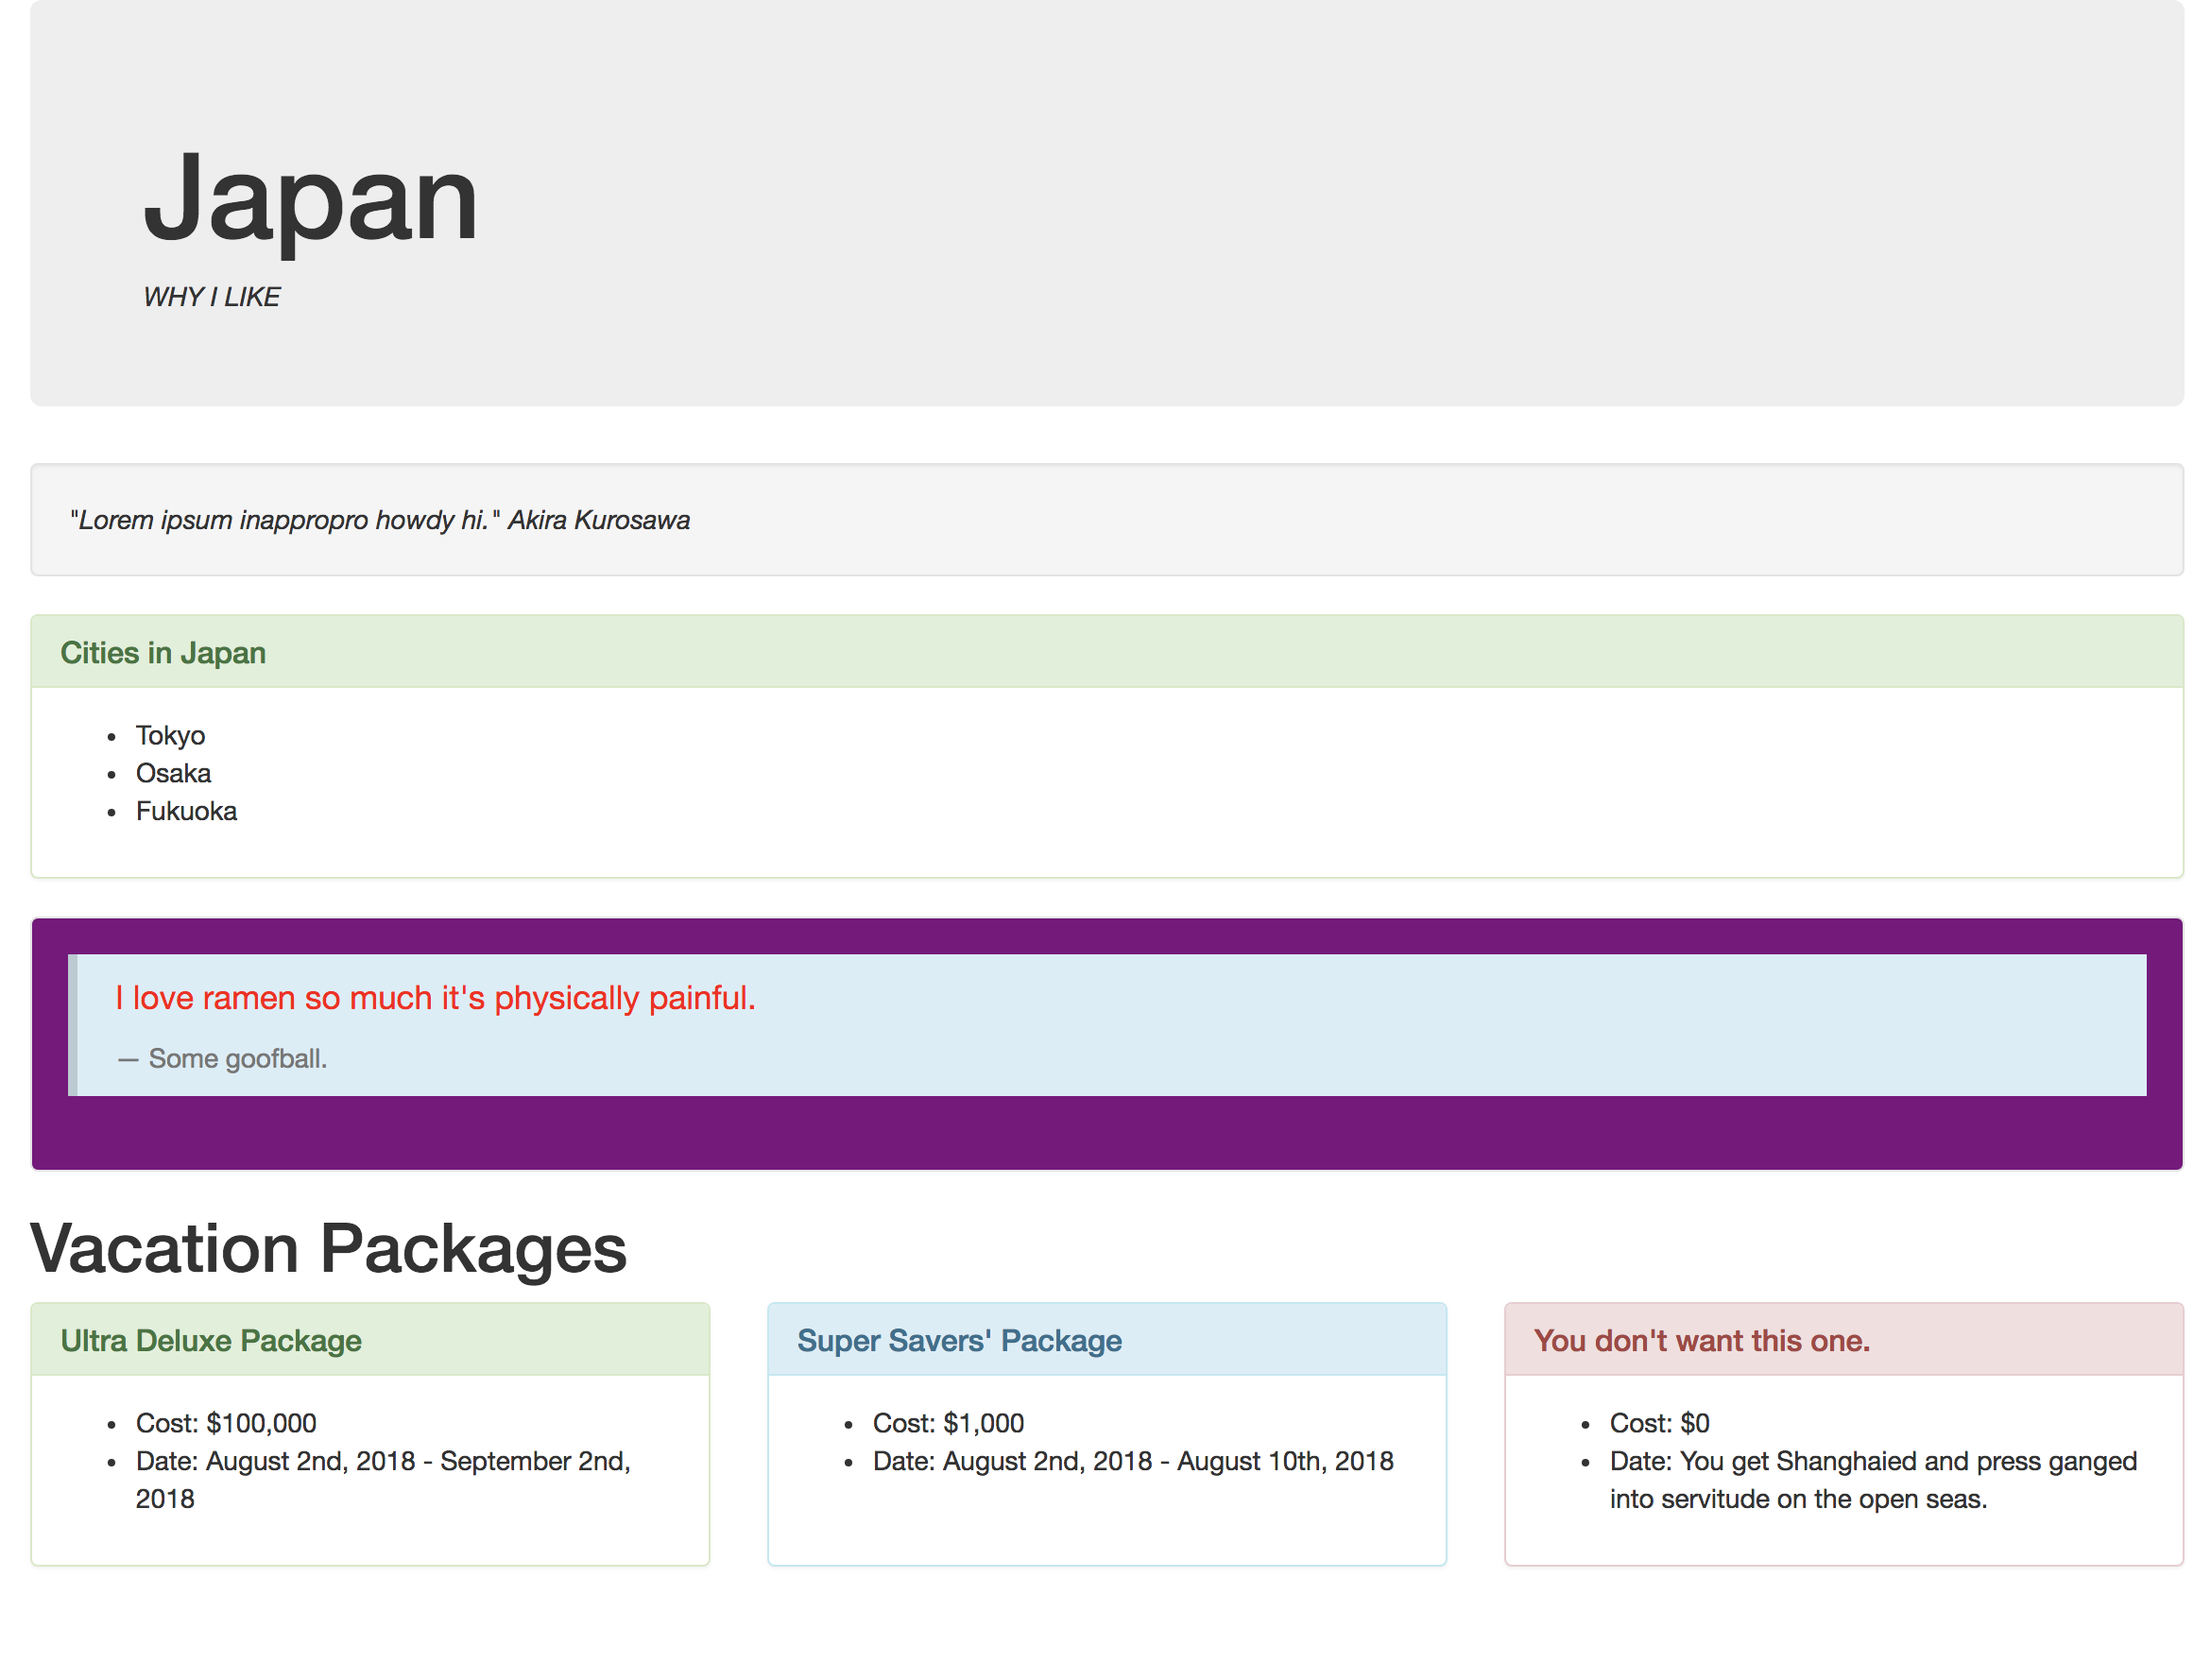 Japan
WHY I LIKE
"Lorem ipsum inappropro howdy hi." Akira Kurosawa
Cities in Japan
• Tokyo
• Osaka
• Fukuoka
I love ramen so much it's physically painful.
— Some goofball.
Vacation Packages
Ultra Deluxe Package
• Cost: $100,000
• Date: August 2nd, 2018 - September 2nd,
2018
Super Savers' Package
• Cost: $1,000
• Date: August 2nd, 2018 - August 10th, 2018
You don't want this one.
• Cost: $0
• Date: You get Shanghaied and press ganged
into servitude on the open seas.